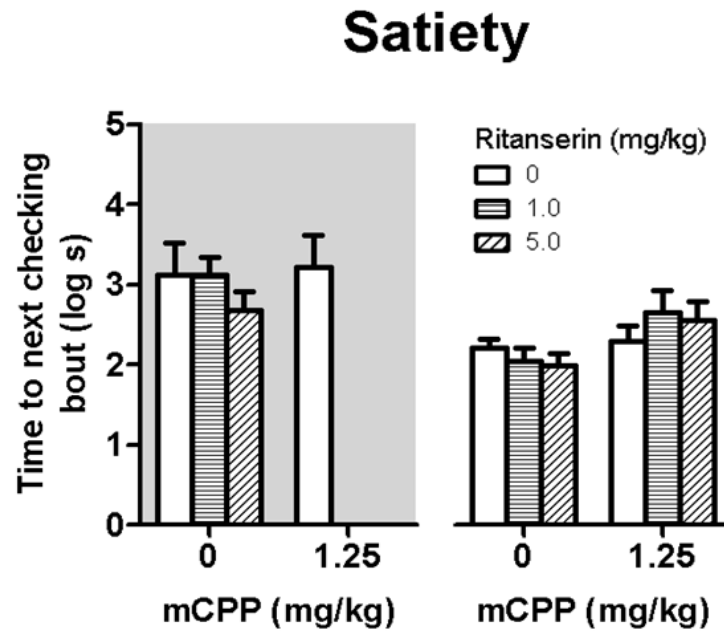 Satiety
Time to next checking
bout (log s)
5
4
3
2
1
0
0 1.25
mCPP (mg/kg)
Ritanserin (mg/kg)
0
1.0
5.0
0 1.25
mCPP (mg/kg)